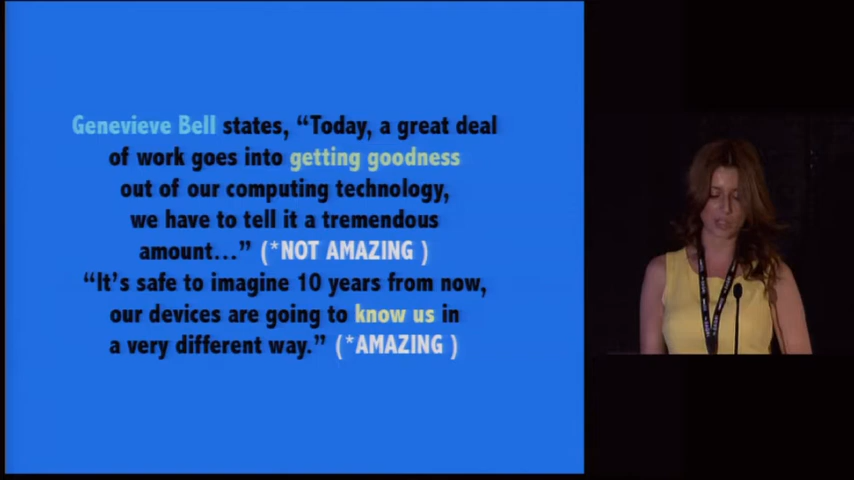 Genevieve Bell states, “Today, a great deal
of work goes into getting goodness
out of our computing technology,
we have to tell it a tremendous
amount...” (*NOT AMAZING )
“It’s safe to imagine 10 years from now,
our devices are going to know us in
a very different way.” (*AMAZING )